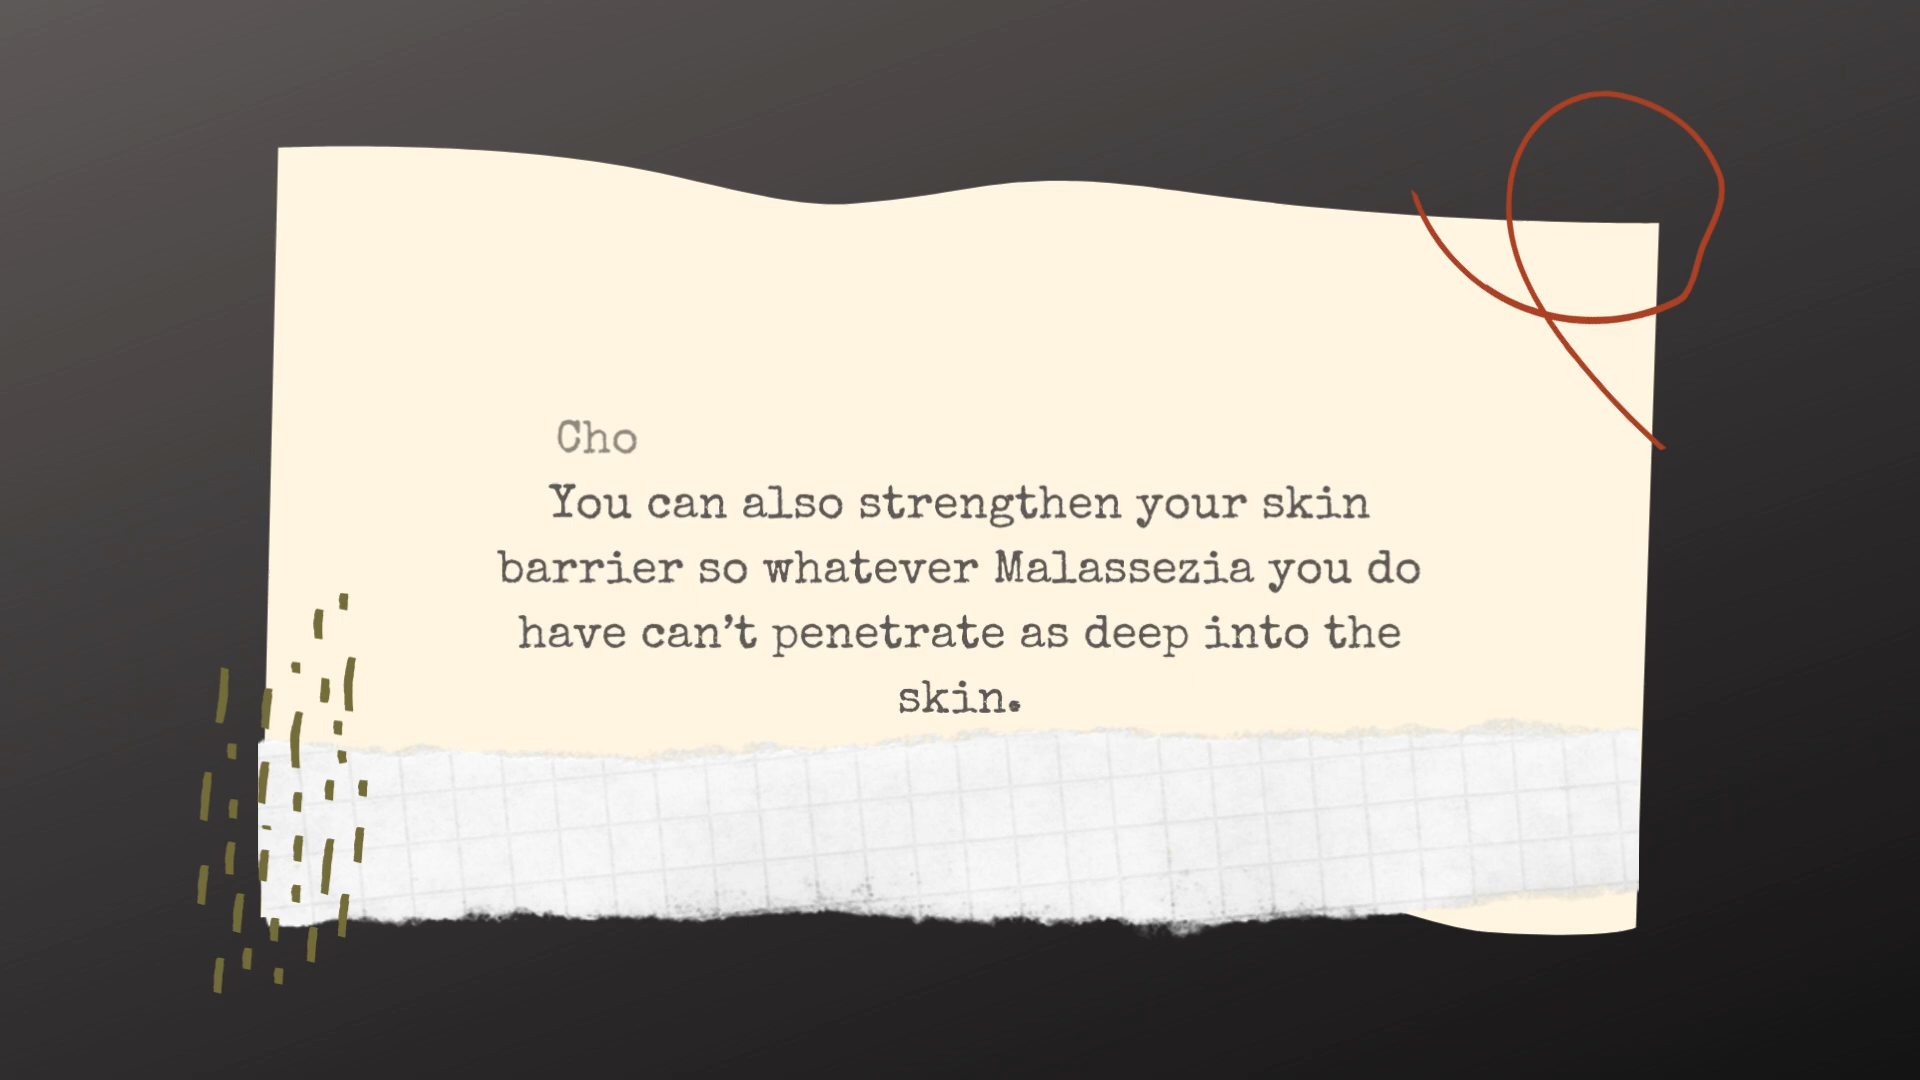 Cho
You can also strengthen your skin
barrier so whatever Malassezia you do
have can't penetrate as deep into the
skin.